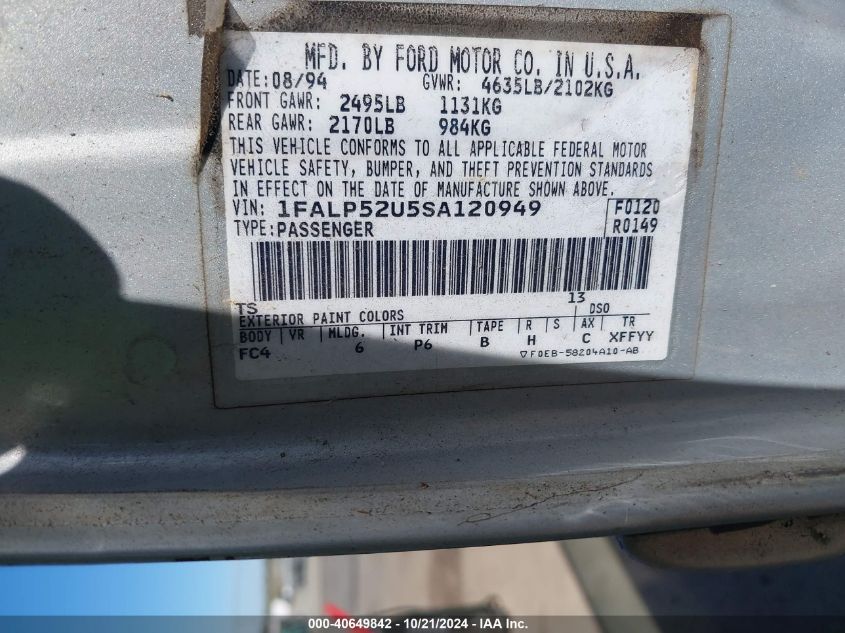 MFD. BY FORD MOTOR CO. IN U.S.A.
DATE: 08/94 GVWR: 4635LB/2102KG
FRONT GAWR: 2495LB 1131KG
REAR GAWR: 2170LB 984KG
THIS VEHICLE CONFORMS TO ALL APPLICABLE FEDERAL MOTOR
VEHICLE SAFETY, BUMPER, AND THEFT PREVENTION STANDARDS
IN EFFECT ON THE DATE OF MANUFACTURE SHOWN ABOVE.
VIN: 1FALP52U5SA120949 F0120
TYPE: PASSENGER R0149
TS 13
EXTERIOR PAINT COLORS DSO
BODY VR MLDG. INT TRIM TAPE R S AX TR
FC4 6 P6 B H C XFFYY
▽F0EB-58204A10-AB
000-40649842 - 10/21/2024 - IAA Inc.